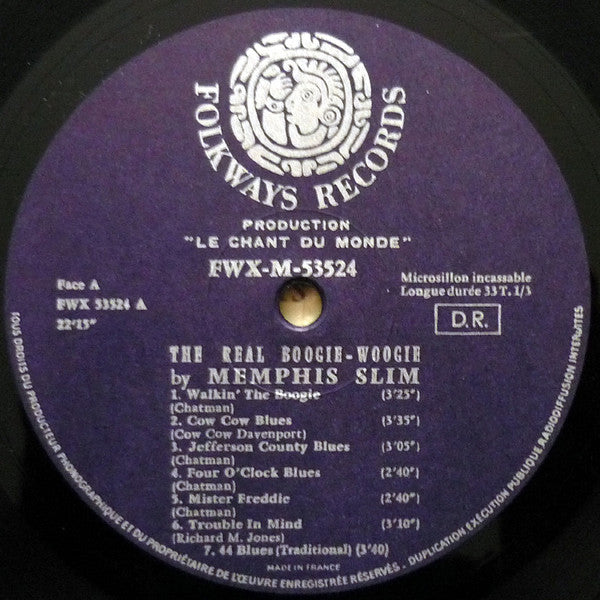 FOLKWAYS RECORDS
PRODUCTION
"LE CHANT DU MONDE"
FWX-M-53524
Face A
FWX 53524 A
22'15"
Microsillon incassable
Longue durée 33 T. 1/3
D.R.
THE REAL BOOGIE-WOOGIE
by MEMPHIS SLIM
1. Walkin' The Boogie (3'25")
(Chatman)
2. Cow Cow Blues (3'35")
(Cow Cow Davenport)
3. Jefferson County Blues (3'05")
(Chatman)
4. Four O'Clock Blues (2'40")
(Chatman)
5. Mister Freddie (2'40")
(Chatman)
6. Trouble In Mind (3'10")
(Richard M. Jones)
7. 44 Blues (Traditional) (3'40)
MADE IN FRANCE
TOUS DROITS DU PRODUCTEUR PHONOGRAPHIQUE ET DU PROPRIÉTAIRE DE L'ŒUVRE ENREGISTRÉE RÉSERVÉS. DUPLICATION EXÉCUTION PUBLIQUE RADIODIFFUSION INTERDITES